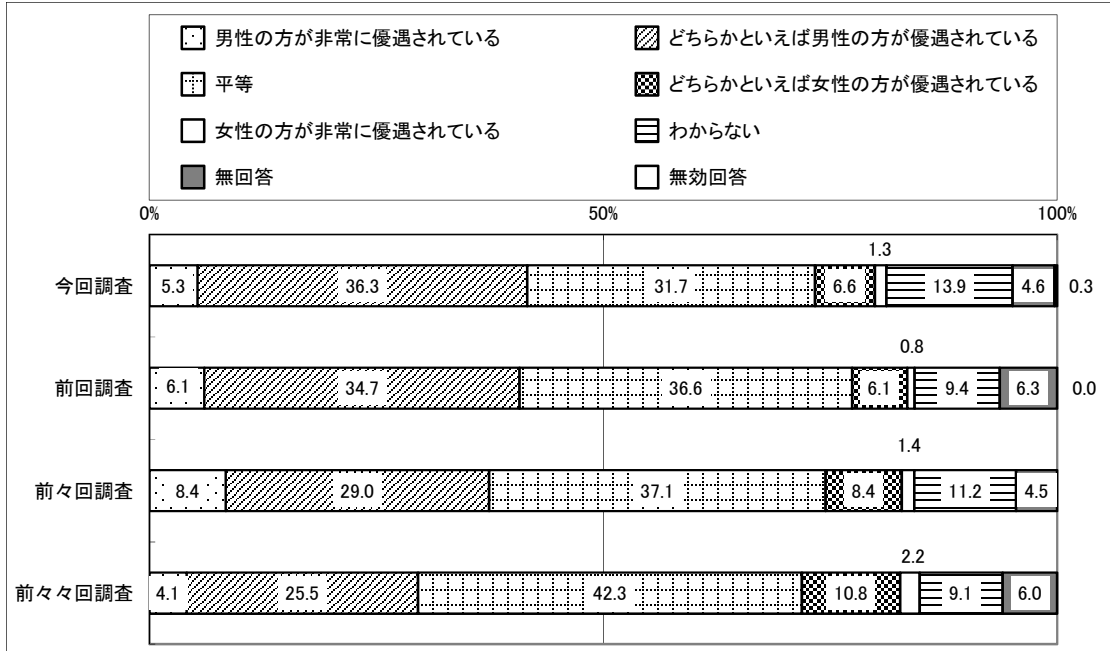 男性の方が非常に優遇されている どちらかといえば男性の方が優遇されている
平等 どちらかといえば女性の方が優遇されている
女性の方が非常に優遇されている わからない
無回答 無効回答
0% 50% 100%
1.3
今回調査 5.3 36.3 31.7 6.6 13.9 4.6 0.3
0.8
前回調査 6.1 34.7 36.6 6.1 9.4 6.3 0.0
1.4
前々回調査 8.4 29.0 37.1 8.4 11.2 4.5
2.2
前々々回調査 4.1 25.5 42.3 10.8 9.1 6.0